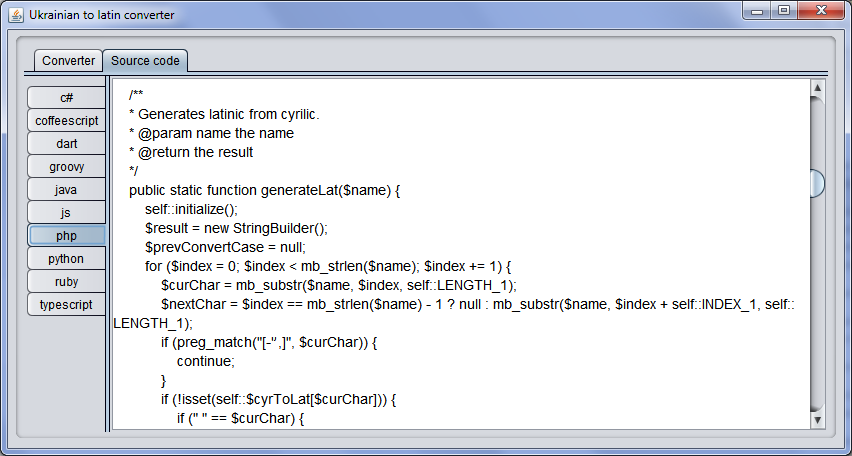 Ukrainian to latin converter
Converter
Source code
c#
coffeescript
dart
groovy
java
js
php
python
ruby
typescript
/**
* Generates latinic from cyrilic.
* @param name the name
* @return the result
*/
public static function generateLat($name) {
self::initialize();
$result = new StringBuilder();
$prevConvertCase = null;
for ($index = 0; $index < mb_strlen($name); $index += 1) {
$curChar = mb_substr($name, $index, self::LENGTH_1);
$nextChar = $index == mb_strlen($name) - 1 ? null : mb_substr($name, $index + self::INDEX_1, self::
LENGTH_1);
if (preg_match("[-'‘,]", $curChar)) {
continue;
}
if (!isset(self::$cyrToLat[$curChar])) {
if (" " == $curChar) {